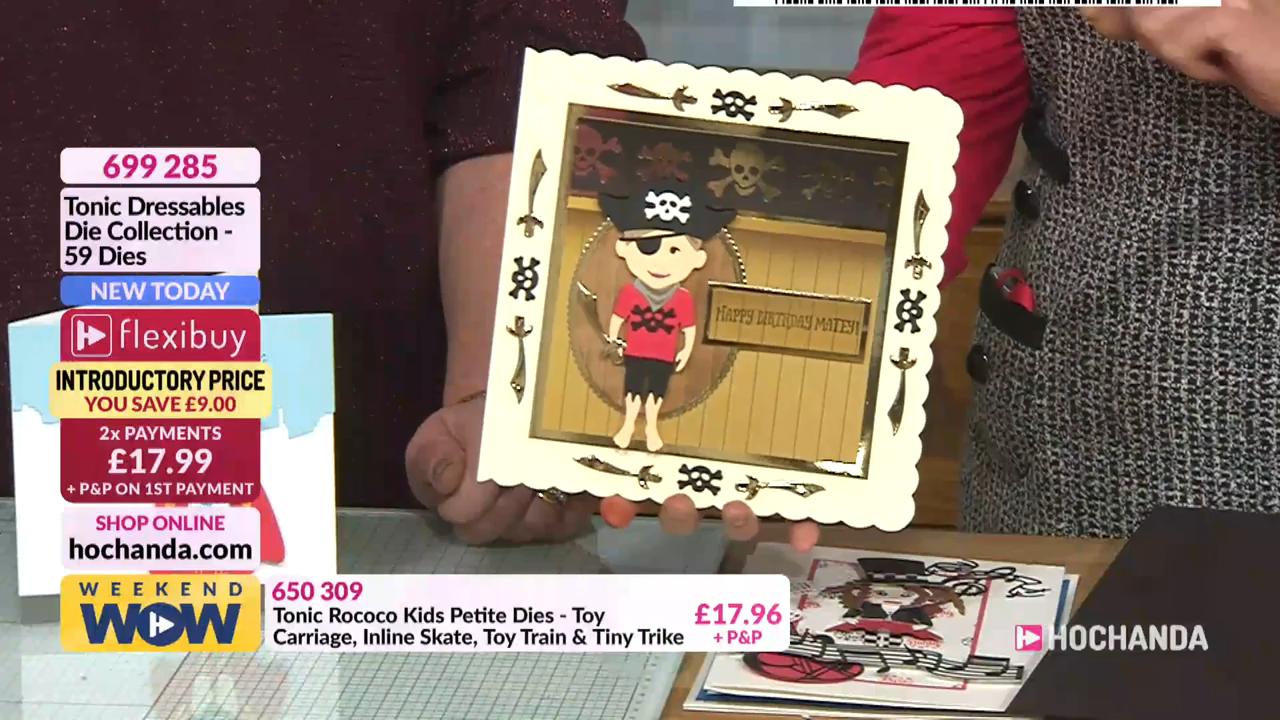 699 285
Tonic Dressables
Die Collection -
59 Dies
NEW TODAY
flexibuy
INTRODUCTORY PRICE
YOU SAVE £9.00
2x PAYMENTS
£17.99
+ P&P ON 1ST PAYMENT
SHOP ONLINE
hochanda.com
WEEKEND
WOW
650 309
Tonic Rococo Kids Petite Dies - Toy
Carriage, Inline Skate, Toy Train & Tiny Trike
£17.96
+ P&P
HAPPY BIRTHDAY MATEY!
HOCHANDA